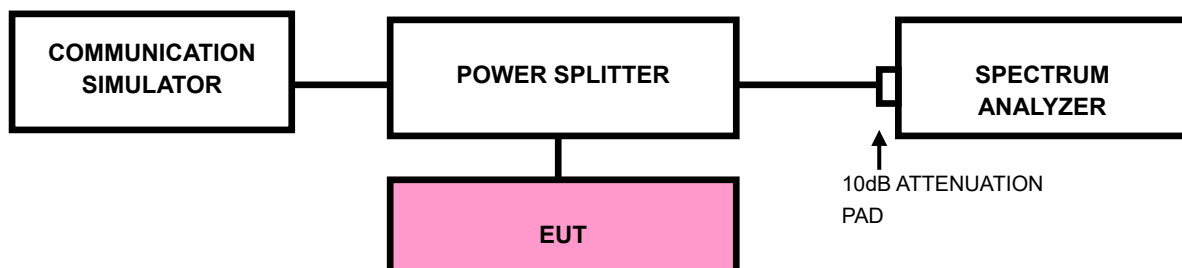 COMMUNICATION
SIMULATOR
POWER SPLITTER
SPECTRUM
ANALYZER
10dB ATTENUATION
PAD
EUT